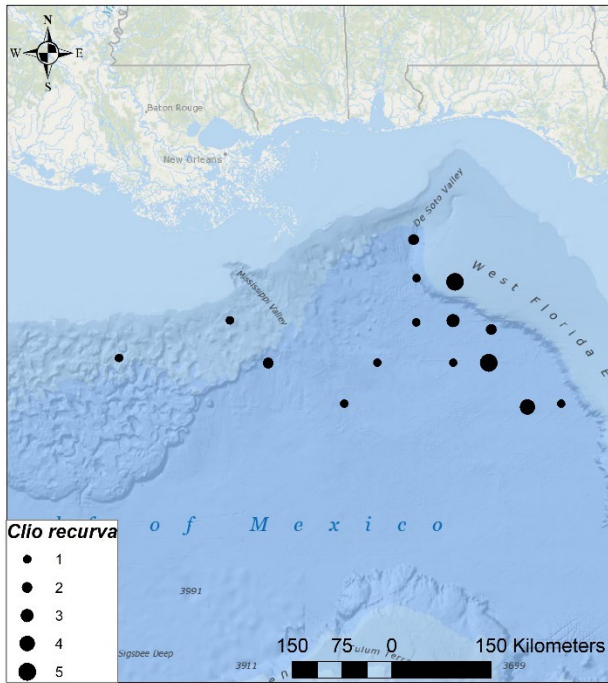 N
W E
S
Baton Rouge
New Orleans
De Soto Valley
Mississippi Valley
West Florida E
of Mexico
Clio recurva
1
2
3
4
5
3991
Sigsbee Deep
3911
3699
150 75 0 150 Kilometers